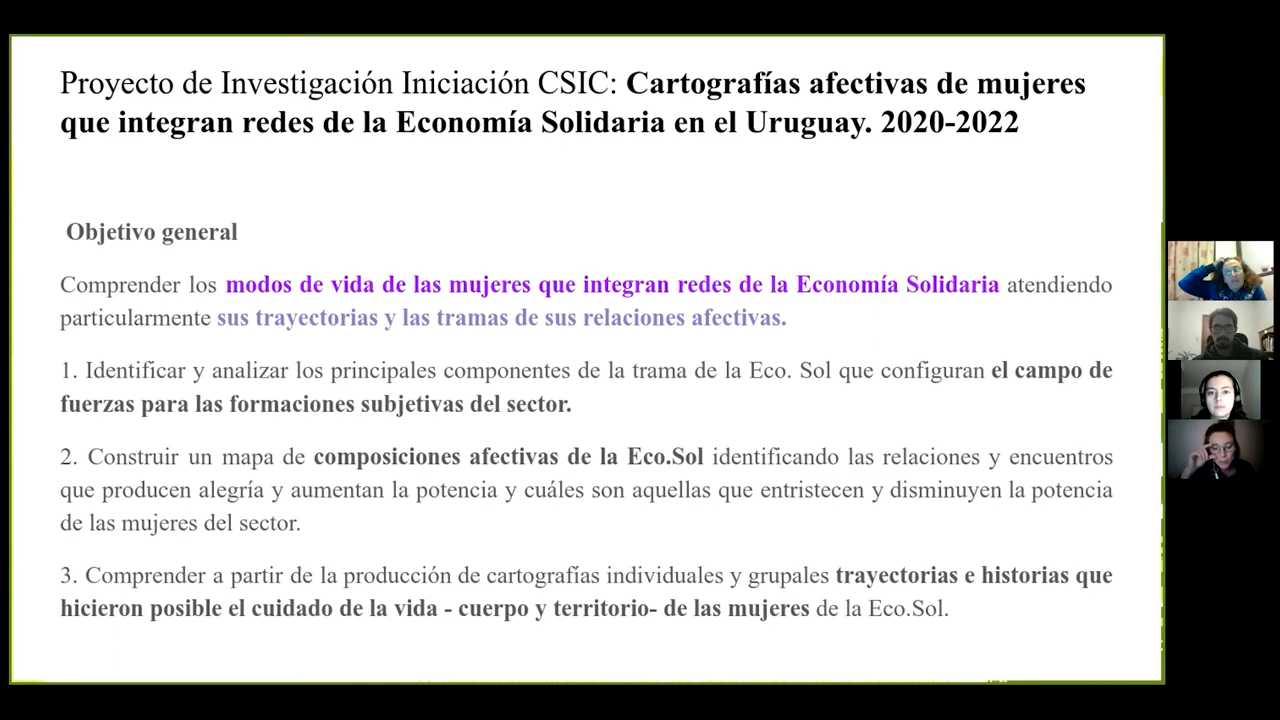 Proyecto de Investigación Iniciación CSIC: Cartografías afectivas de mujeres
que integran redes de la Economía Solidaria en el Uruguay. 2020-2022
Objetivo general
Comprender los modos de vida de las mujeres que integran redes de la Economía Solidaria atendiendo
particularmente sus trayectorias y las tramas de sus relaciones afectivas.
1. Identificar y analizar los principales componentes de la trama de la Eco. Sol que configuran el campo de
fuerzas para las formaciones subjetivas del sector.
2. Construir un mapa de composiciones afectivas de la Eco.Sol identificando las relaciones y encuentros
que producen alegría y aumentan la potencia y cuáles son aquellas que entristecen y disminuyen la potencia
de las mujeres del sector.
3. Comprender a partir de la producción de cartografías individuales y grupales trayectorias e historias que
hicieron posible el cuidado de la vida - cuerpo y territorio- de las mujeres de la Eco.Sol.